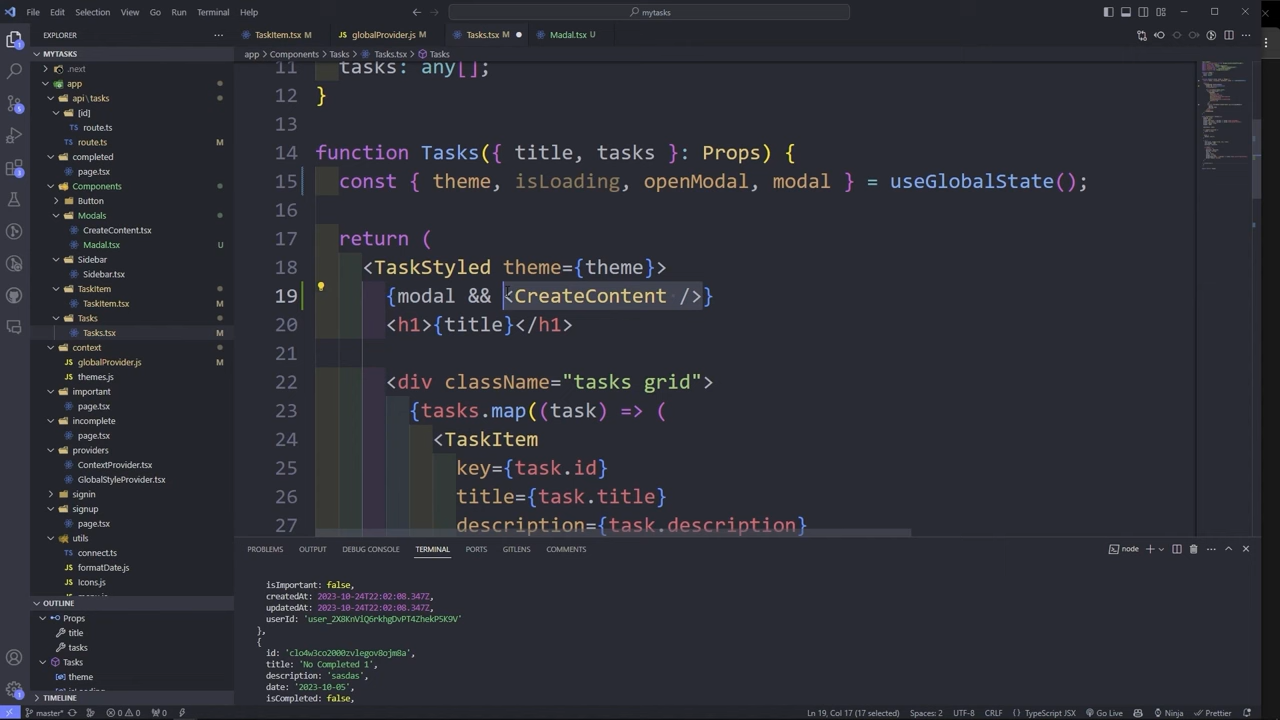 File Edit Selection View Go Run Terminal Help
mytasks
EXPLORER
MYTASKS
.next
app
api\tasks
[id]
route.ts
route.ts M
completed
page.tsx M
Components
Button
Modals
CreateContent.tsx
Madal.tsx U
Sidebar
Sidebar.tsx
TaskItem
TaskItem.tsx M
Tasks
Tasks.tsx M
context
globalProvider.js M
themes.js
important
page.tsx
incomplete
page.tsx
providers
ContextProvider.tsx
GlobalStyleProvider.tsx
signin
signup
page.tsx
utils
connect.ts
formatDate.js
Icons.js
OUTLINE
Props
title
tasks
Tasks
theme
TIMELINE
TaskItem.tsx M
globalProvider.js M
Tasks.tsx M
Madal.tsx U
app > Components > Tasks > Tasks.tsx > Tasks
11 tasks: any[];
12 }
13
14 function Tasks({ title, tasks }: Props) {
15 const { theme, isLoading, openModal, modal } = useGlobalState();
16
17 return (
18 <TaskStyled theme={theme}>
19 {modal && <CreateContent />}
20 <h1>{title}</h1>
21
22 <div className="tasks grid">
23 {tasks.map((task) => (
24 <TaskItem
25 key={task.id}
26 title={task.title}
27 description={task.description}
PROBLEMS OUTPUT DEBUG CONSOLE TERMINAL PORTS GITLENS COMMENTS
node
isImportant: false,
createdAt: 2023-10-24T22:02:08.347Z,
updatedAt: 2023-10-24T22:02:08.347Z,
userId: 'user_2X8KnViQ6rkhgDvPT4ZhekP5K9V'
},
{
id: 'clo4w3co2000zvlegov8ojm8a',
title: 'No Completed 1',
description: 'sasdas',
date: '2023-10-05',
isCompleted: false,
master* 0 0 0 Ln 19, Col 17 (17 selected) Spaces: 2 UTF-8 CRLF TypeScript JSX Go Live Ninja Prettier